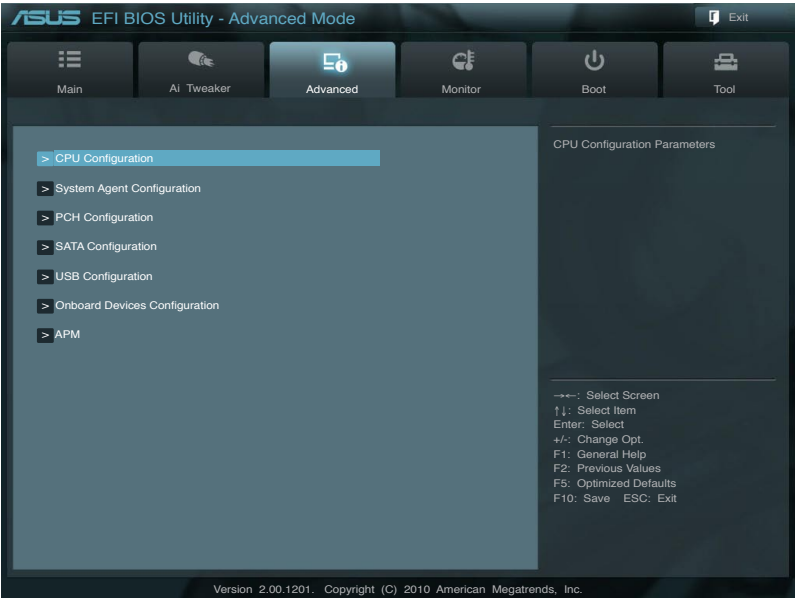 ASUS EFI BIOS Utility - Advanced Mode
Exit
Main
Ai Tweaker
Advanced
Monitor
Boot
Tool
> CPU Configuration
> System Agent Configuration
> PCH Configuration
> SATA Configuration
> USB Configuration
> Onboard Devices Configuration
> APM
CPU Configuration Parameters
→←: Select Screen
↑↓: Select Item
Enter: Select
+/-: Change Opt.
F1: General Help
F2: Previous Values
F5: Optimized Defaults
F10: Save ESC: Exit
Version 2.00.1201. Copyright (C) 2010 American Megatrends, Inc.